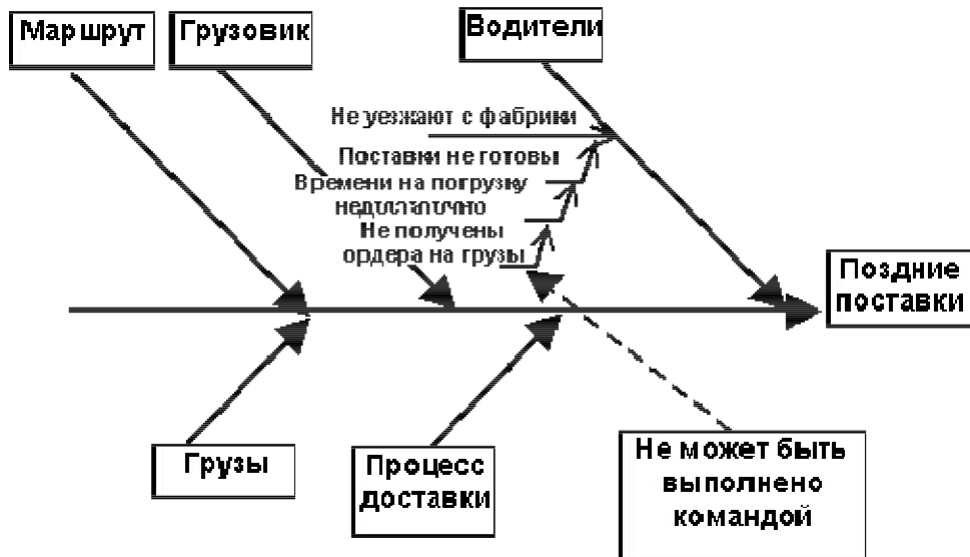 Маршрут
Грузовик
Водители
Не уезжают с фабрики
Поставки не готовы
Времени на погрузку
недостаточно
Не получены
ордера на грузы
Поздние
поставки
Грузы
Процесс
доставки
Не может быть
выполнено
командой